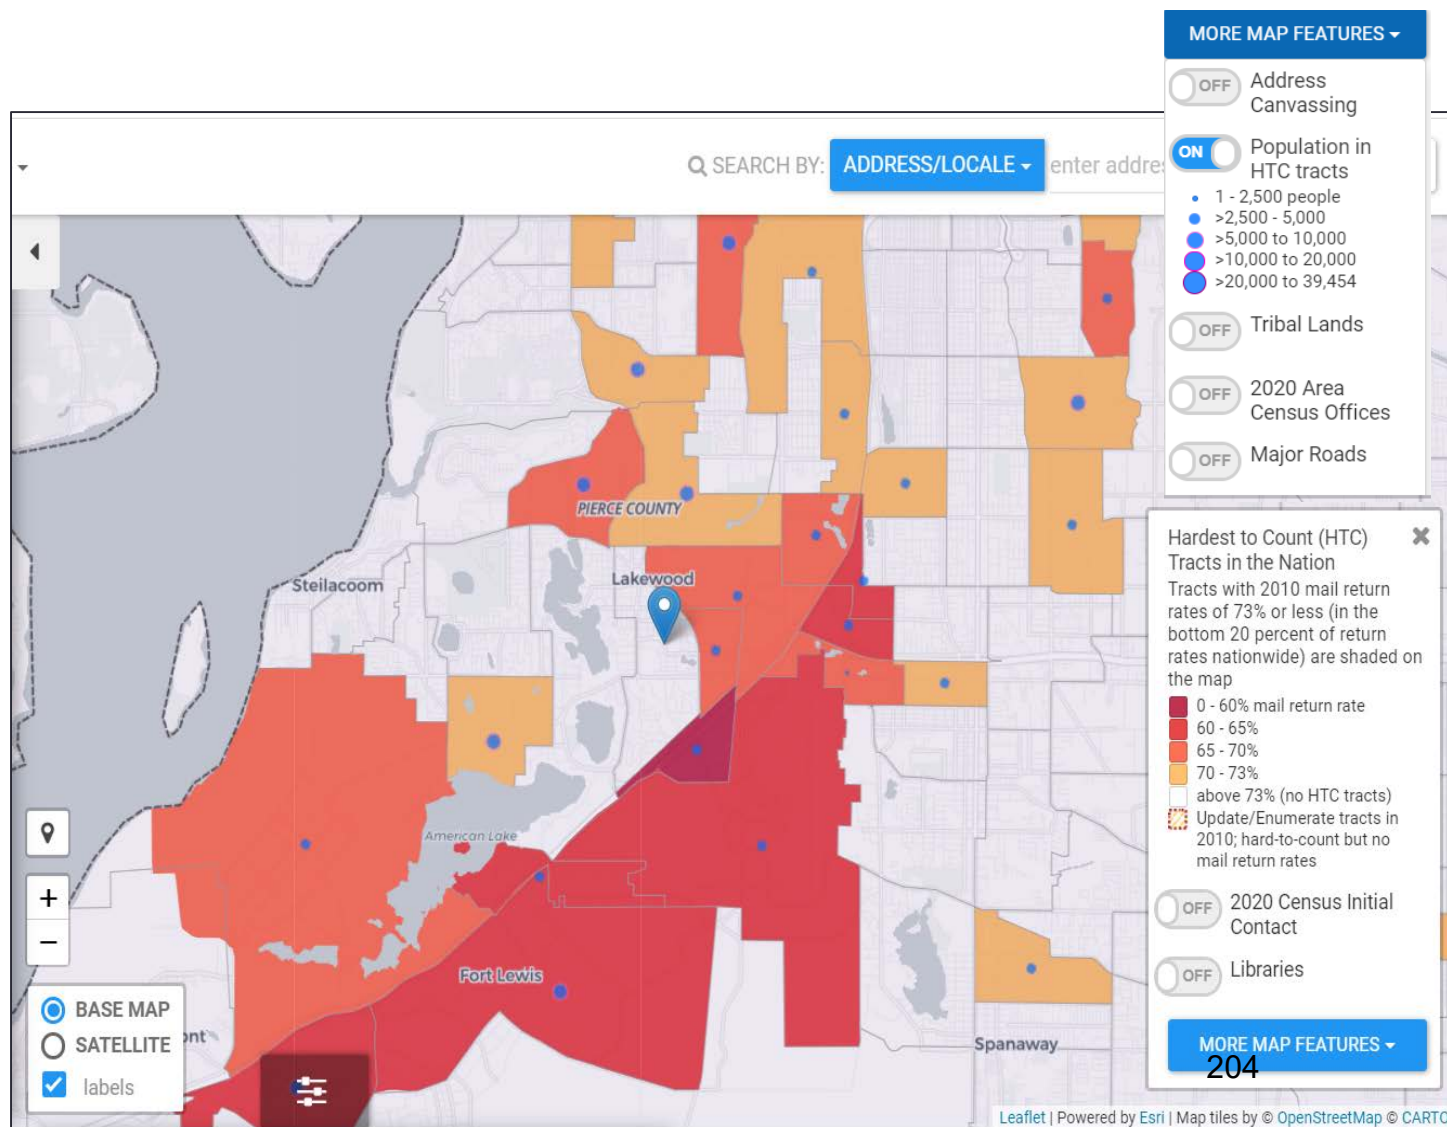 MORE MAP FEATURES
OFF
Address
Canvassing
ON
Population in
HTC tracts
1 - 2,500 people
>2,500 - 5,000
>5,000 to 10,000
>10,000 to 20,000
>20,000 to 39,454
OFF
Tribal Lands
OFF
2020 Area
Census Offices
OFF
Major Roads
SEARCH BY:
ADDRESS/LOCALE
enter addre
PIERCE COUNTY
Lakewood
Steilacoom
American Lake
Fort Lewis
Spanaway
ont
Hardest to Count (HTC)
Tracts in the Nation
Tracts with 2010 mail return
rates of 73% or less (in the
bottom 20 percent of return
rates nationwide) are shaded on
the map
0 - 60% mail return rate
60 - 65%
65 - 70%
70 - 73%
above 73% (no HTC tracts)
Update/Enumerate tracts in
2010; hard-to-count but no
mail return rates
OFF
2020 Census Initial
Contact
OFF
Libraries
MORE MAP FEATURES
204
+
−
BASE MAP
SATELLITE
labels
Leaflet | Powered by Esri | Map tiles by © OpenStreetMap © CARTO